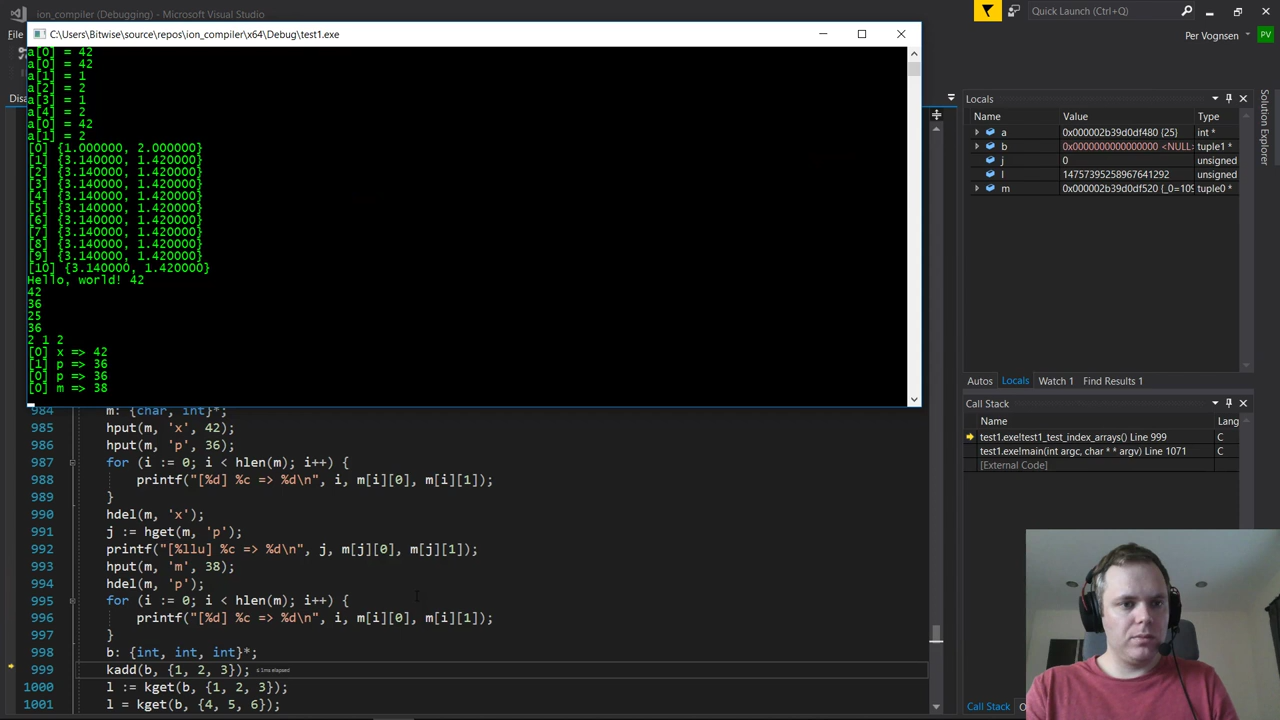 ion_compiler (Debugging) - Microsoft Visual Studio
Quick Launch (Ctrl+Q)
File
Per Vognsen
PV
C:\Users\Bitwise\source\repos\ion_compiler\x64\Debug\test1.exe
a[0] = 42
a[0] = 42
a[1] = 1
a[2] = 2
a[3] = 1
a[4] = 2
a[0] = 42
a[1] = 2
[0] {1.000000, 2.000000}
[1] {3.140000, 1.420000}
[2] {3.140000, 1.420000}
[3] {3.140000, 1.420000}
[4] {3.140000, 1.420000}
[5] {3.140000, 1.420000}
[6] {3.140000, 1.420000}
[7] {3.140000, 1.420000}
[8] {3.140000, 1.420000}
[9] {3.140000, 1.420000}
[10] {3.140000, 1.420000}
Hello, world! 42
42
36
25
36
2 1 2
[0] x => 42
[1] p => 36
[0] p => 36
[0] m => 38
984 m: {char, int}*;
985 hput(m, 'x', 42);
986 hput(m, 'p', 36);
987 for (i := 0; i < hlen(m); i++) {
988 printf("[%d] %c => %d\n", i, m[i][0], m[i][1]);
989 }
990 hdel(m, 'x');
991 j := hget(m, 'p');
992 printf("[%llu] %c => %d\n", j, m[j][0], m[j][1]);
993 hput(m, 'm', 38);
994 hdel(m, 'p');
995 for (i := 0; i < hlen(m); i++) {
996 printf("[%d] %c => %d\n", i, m[i][0], m[i][1]);
997 }
998 b: {int, int, int}*;
999 kadd(b, {1, 2, 3}); ≤ 1ms elapsed
1000 l := kget(b, {1, 2, 3});
1001 l = kget(b, {4, 5, 6});
Locals
Name Value Type
a 0x000002b39d0df480 {25} int *
b 0x0000000000000000 <NULL> tuple1 *
j 0 unsigned
l 14757395258967641292 unsigned
m 0x000002b39d0df520 {_0=109 tuple0 *
Autos Locals Watch 1 Find Results 1
Call Stack
Name
test1.exe!test1_test_index_arrays() Line 999 C
test1.exe!main(int argc, char * * argv) Line 1071 C
[External Code]
Call Stack
Solution Explorer